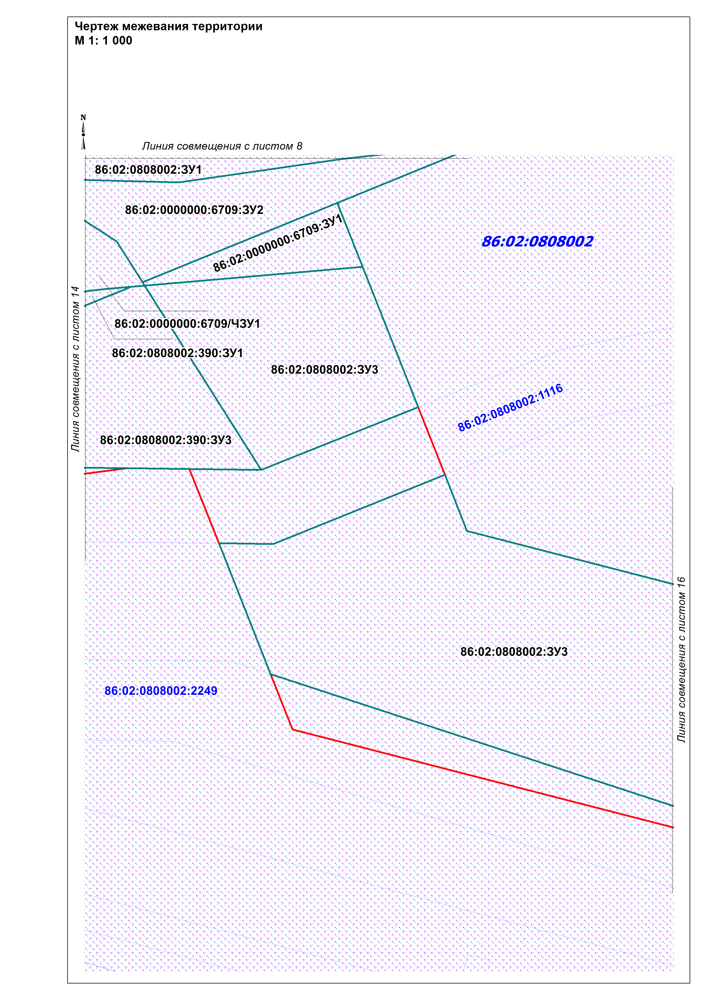 Чертеж межевания территории
М 1: 1 000
N
Линия совмещения с листом 8
86:02:0808002:ЗУ1
86:02:0000000:6709:ЗУ2
86:02:0000000:6709:ЗУ1
86:02:0808002
Линия совмещения с листом 14
86:02:0000000:6709/ЧЗУ1
86:02:0808002:390:ЗУ1
86:02:0808002:ЗУ3
86:02:0808002:1116
86:02:0808002:390:ЗУ3
Линия совмещения с листом 16
86:02:0808002:ЗУ3
86:02:0808002:2249